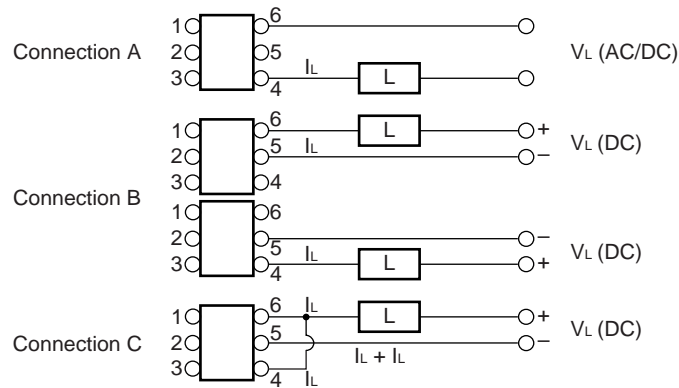 1 6
Connection A 2 5 VL (AC/DC)
3 4 IL L
1 6 L +
2 5 IL − VL (DC)
3 4
Connection B
1 6
2 5 −
3 4 IL L + VL (DC)
1 6 IL L +
Connection C 2 5 − VL (DC)
IL + IL
3 4 IL